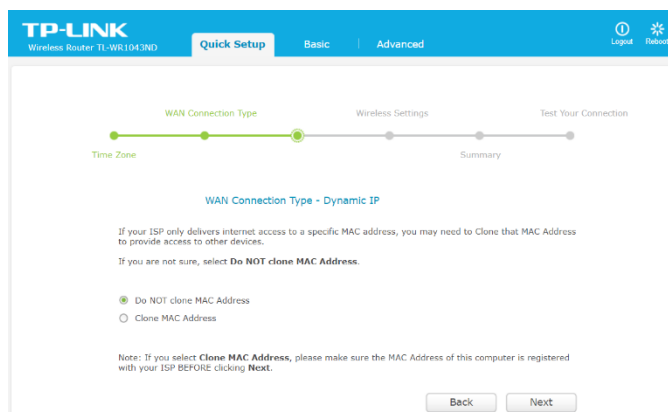 TP-LINK
Wireless Router TL-WR1043ND
Quick Setup
Basic
Advanced
Logout
Reboot
WAN Connection Type
Wireless Settings
Test Your Connection
Time Zone
Summary
WAN Connection Type - Dynamic IP
If your ISP only delivers internet access to a specific MAC address, you may need to Clone that MAC Address
to provide access to other devices.
If you are not sure, select Do NOT clone MAC Address.
Do NOT clone MAC Address
Clone MAC Address
Note: If you select Clone MAC Address, please make sure the MAC Address of this computer is registered
with your ISP BEFORE clicking Next.
Back
Next